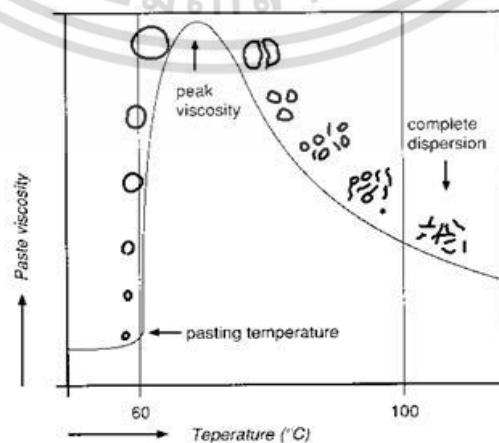 peak
viscosity
complete
dispersion
Paste viscosity
pasting temperature
60
100
Teperature (°C)